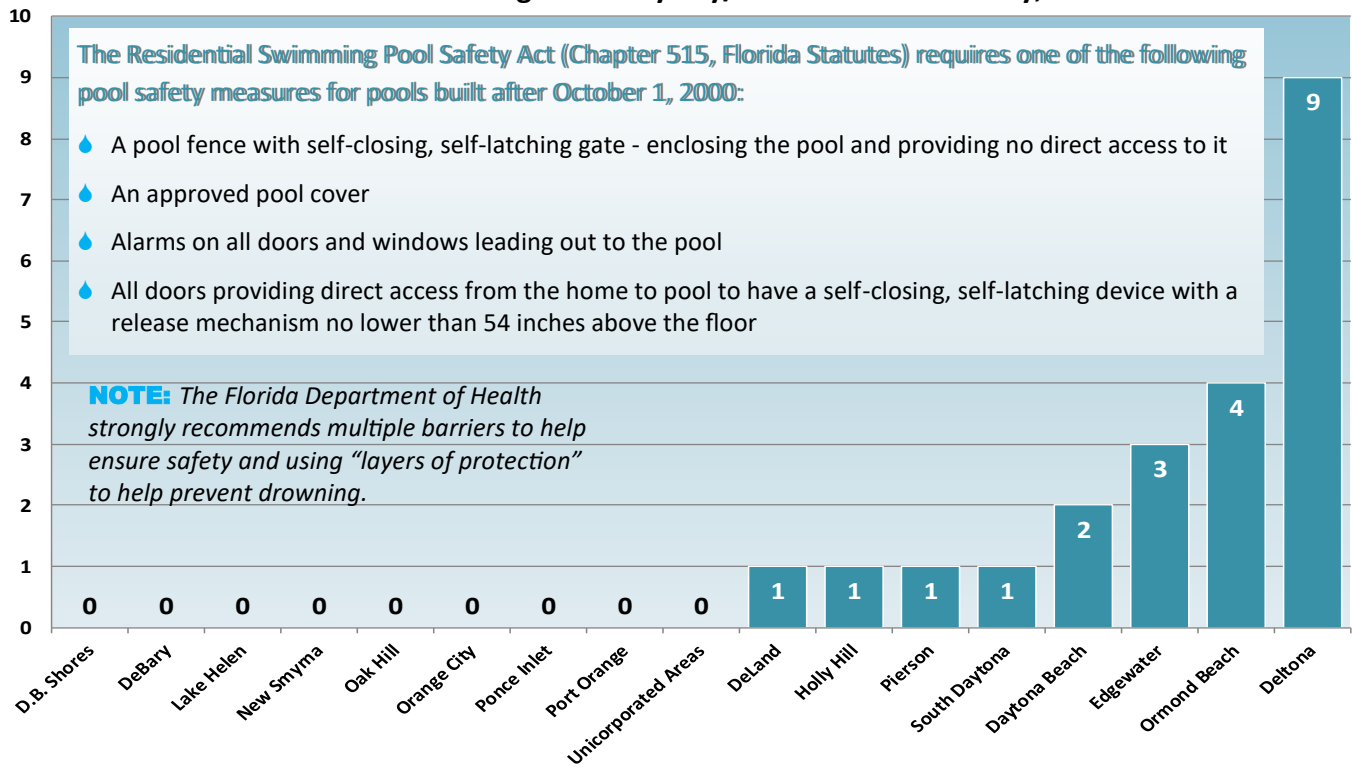 10
The Residential Swimming Pool Safety Act (Chapter 515, Florida Statutes) requires one of the following
pool safety measures for pools built after October 1, 2000:
A pool fence with self-closing, self-latching gate - enclosing the pool and providing no direct access to it
An approved pool cover
Alarms on all doors and windows leading out to the pool
All doors providing direct access from the home to pool to have a self-closing, self-latching device with a
release mechanism no lower than 54 inches above the floor
NOTE: The Florida Department of Health
strongly recommends multiple barriers to help
ensure safety and using “layers of protection”
to help prevent drowning.
9
8
7
6
5
4
3
2
1
0
0
0
0
0
0
0
0
0
0
1
1
1
1
2
3
4
9
D.B. Shores
DeBary
Lake Helen
New Smyma
Oak Hill
Orange City
Ponce Inlet
Port Orange
Unicorporated Areas
DeLand
Holly Hill
Pierson
South Daytona
Daytona Beach
Edgewater
Ormond Beach
Deltona